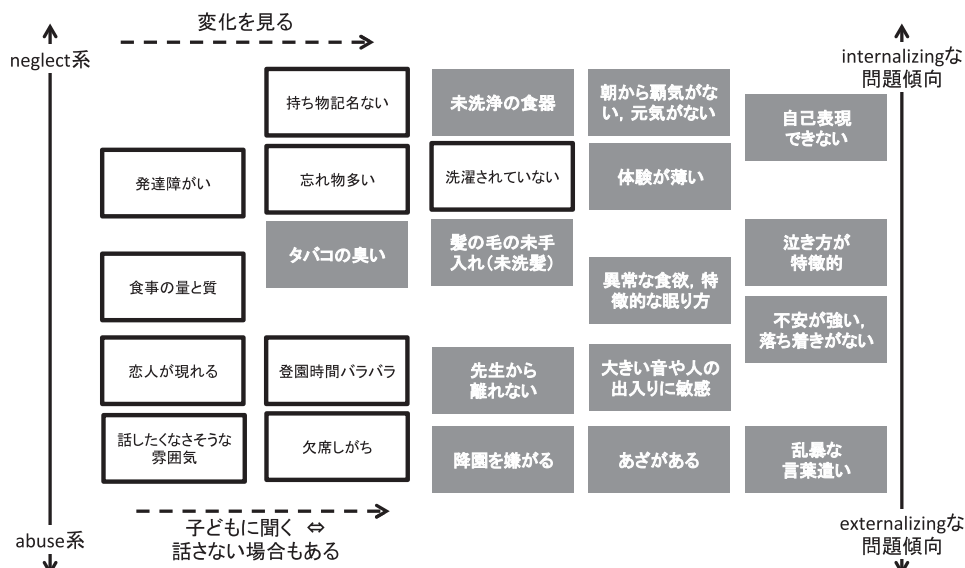 変化を見る
neglect系
internalizingな
問題傾向
持ち物記名ない
未洗浄の食器
朝から覇気がな
い，元気がない
自己表現
できない
発達障がい
忘れ物多い
洗濯されていない
体験が薄い
タバコの臭い
髪の毛の未手
入れ（未洗髪）
泣き方が
特徴的
食事の量と質
異常な食欲，特
徴的な眠り方
不安が強い，
落ち着きがない
恋人が現れる
登園時間バラバラ
先生から
離れない
大きい音や人の
出入りに敏感
話したくなさそうな
雰囲気
欠席しがち
降園を嫌がる
あざがある
乱暴な
言葉遣い
abuse系
子どもに聞く ⇔
話さない場合もある
externalizingな
問題傾向